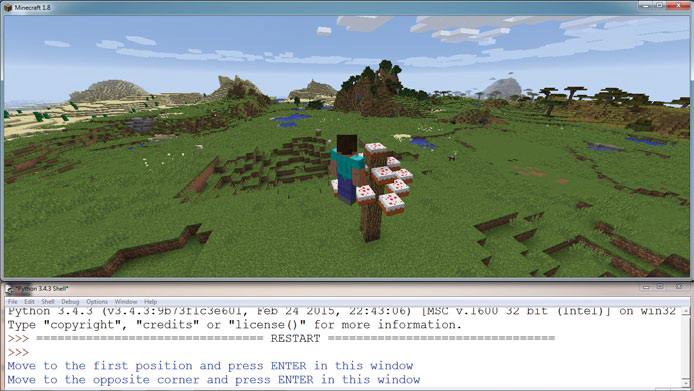 Minecraft 1.8
*Python 3.4.3 Shell*
File Edit Shell Debug Options Window Help
Python 3.4.3 (v3.4.3:9b73f1c3e601, Feb 24 2015, 22:43:06) [MSC v.1600 32 bit (Intel)] on win32
Type "copyright", "credits" or "license()" for more information.
>>> ================================ RESTART ================================
>>>
Move to the first position and press ENTER in this window
Move to the opposite corner and press ENTER in this window